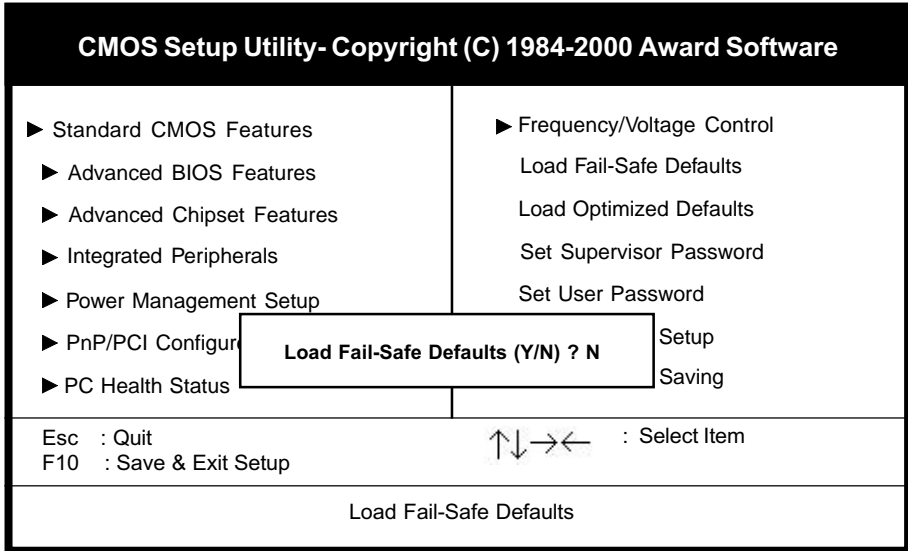 CMOS Setup Utility- Copyright (C) 1984-2000 Award Software
▶ Standard CMOS Features
▶ Advanced BIOS Features
▶ Advanced Chipset Features
▶ Integrated Peripherals
▶ Power Management Setup
▶ PnP/PCI Configure
▶ PC Health Status
▶ Frequency/Voltage Control
Load Fail-Safe Defaults
Load Optimized Defaults
Set Supervisor Password
Set User Password
Setup
Saving
Load Fail-Safe Defaults (Y/N) ? N
Esc : Quit
F10 : Save & Exit Setup
↑↓→← : Select Item
Load Fail-Safe Defaults